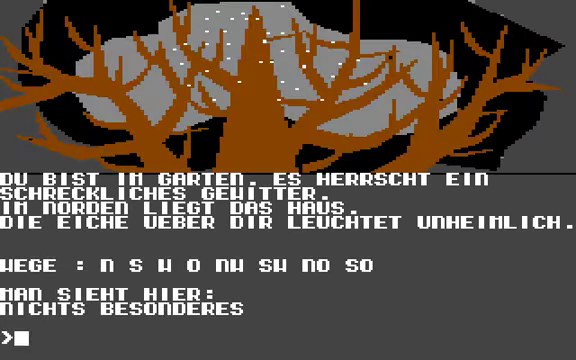 DU BIST IM GARTEN. ES HERRSCHT EIN
SCHRECKLICHES GEWITTER.
IM NORDEN LIEGT DAS HAUS.
DIE EICHE UEBER DIR LEUCHTET UNHEIMLICH.
WEGE : N S W O NW SW NO SO
MAN SIEHT HIER:
NICHTS BESONDERES
>